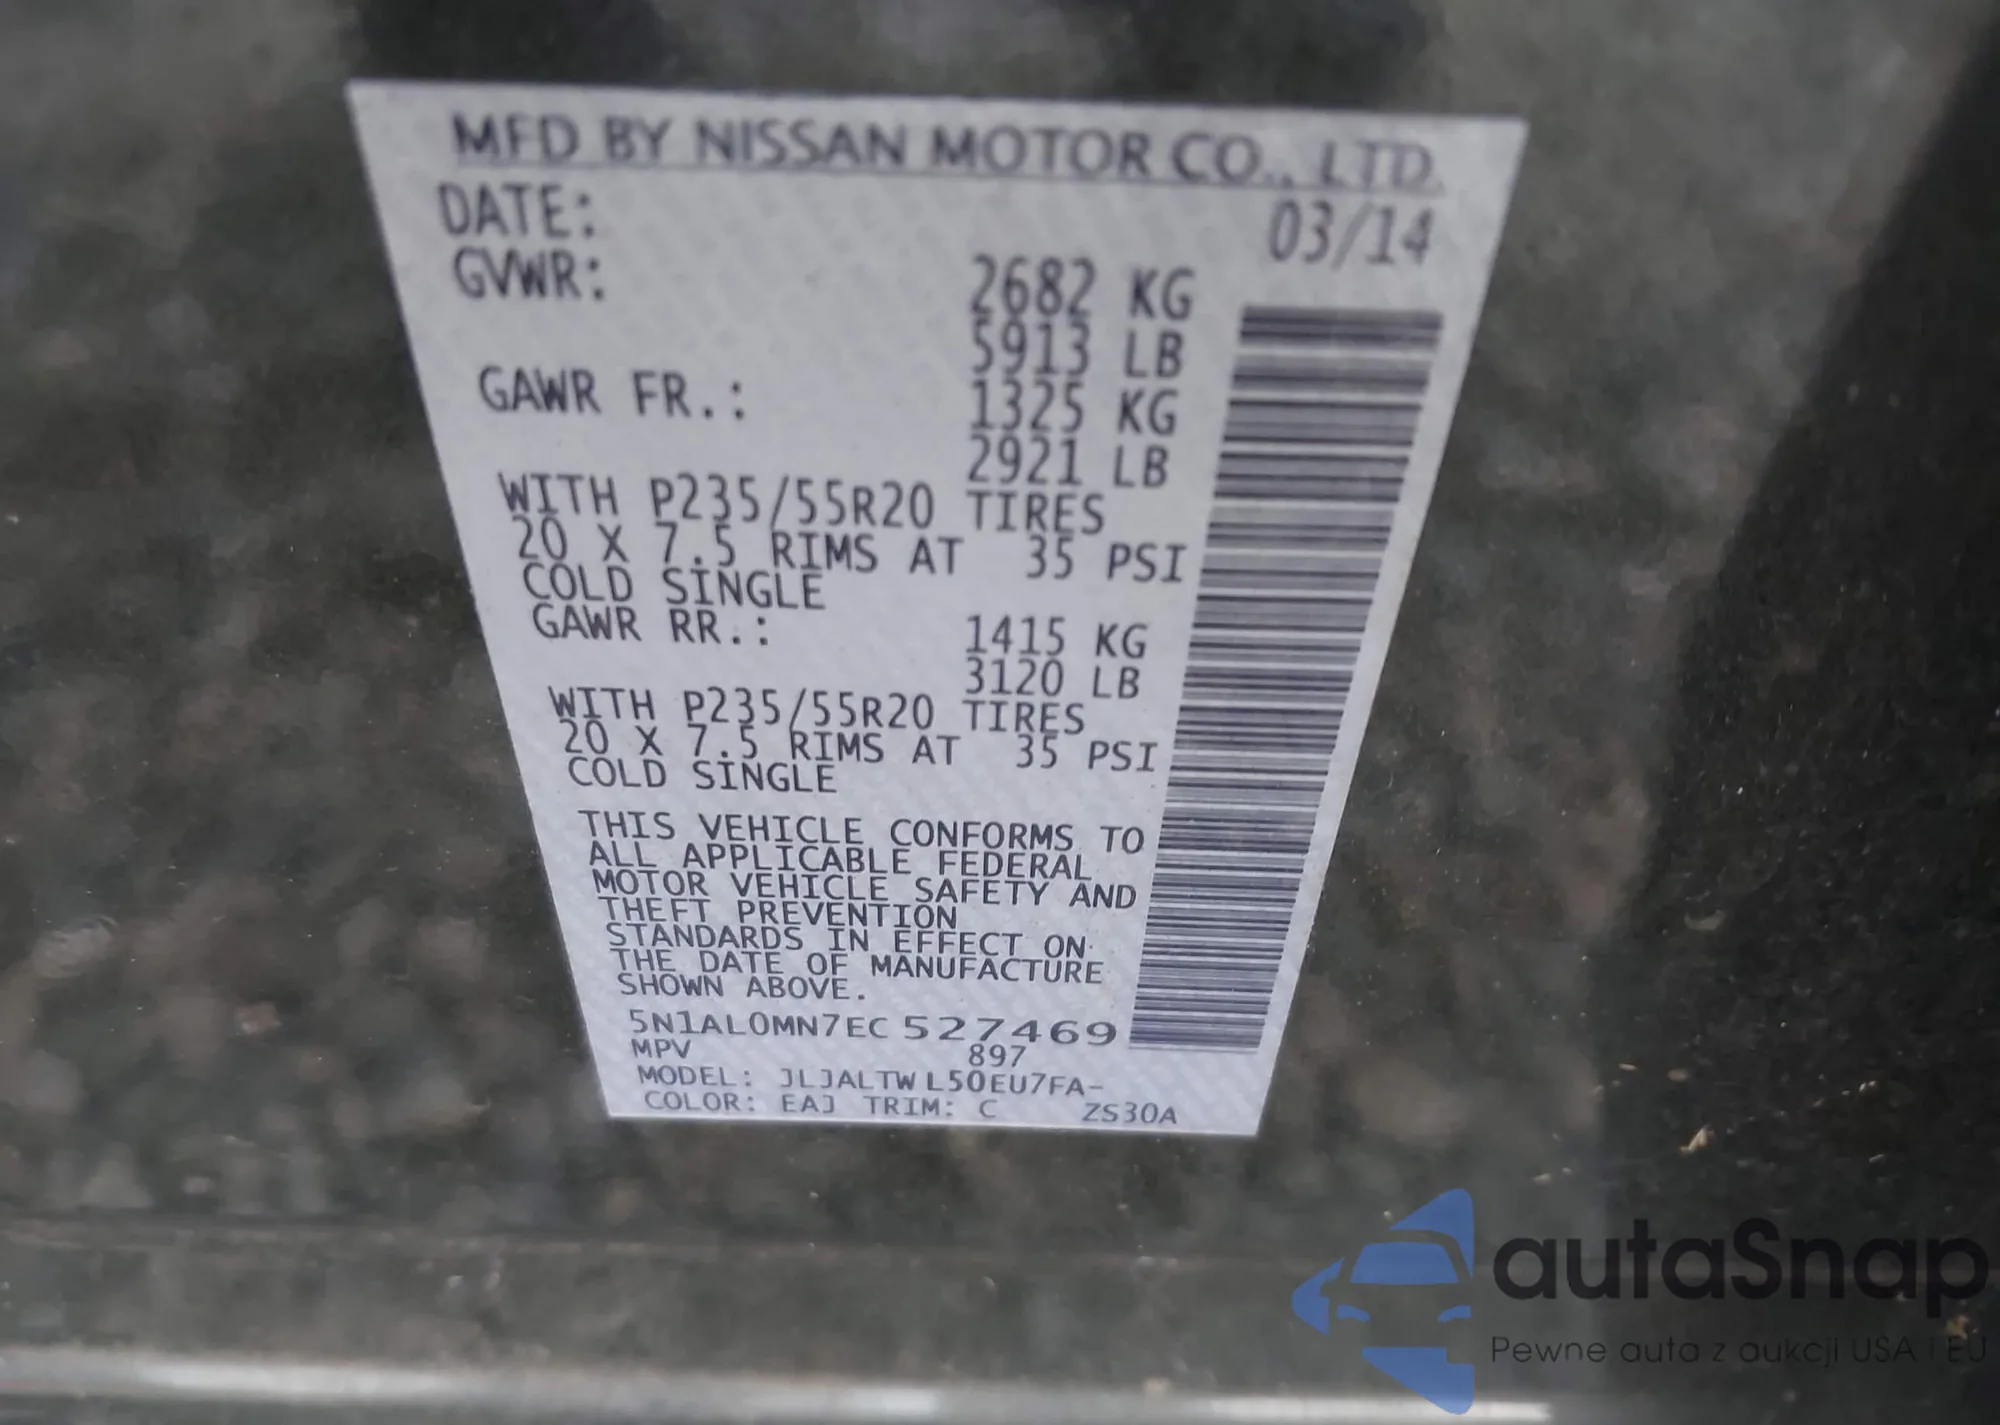 MFD BY NISSAN MOTOR CO., LTD.
DATE: 03/14
GVWR: 2682 KG
5913 LB
GAWR FR.: 1325 KG
2921 LB
WITH P235/55R20 TIRES
20 X 7.5 RIMS AT 35 PSI
COLD SINGLE
GAWR RR.: 1415 KG
3120 LB
WITH P235/55R20 TIRES
20 X 7.5 RIMS AT 35 PSI
COLD SINGLE
THIS VEHICLE CONFORMS TO
ALL APPLICABLE FEDERAL
MOTOR VEHICLE SAFETY AND
THEFT PREVENTION
STANDARDS IN EFFECT ON
THE DATE OF MANUFACTURE
SHOWN ABOVE.
5N1AL0MN7EC527469
MPV 897
MODEL: JLJALTWL50EU7FA-
COLOR: EAJ TRIM: C ZS30A
autaSnap
Pewne auta z aukcji USA i EU